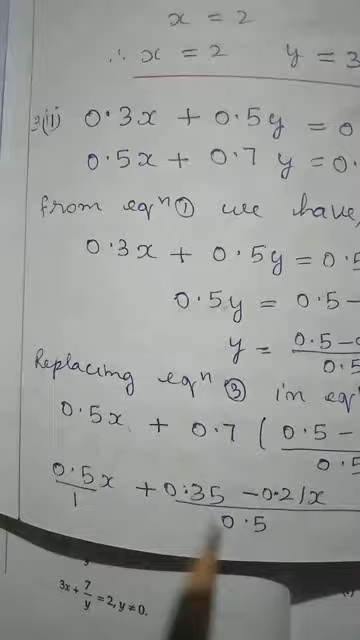 x = 2
∴ x = 2 y = 3
3(ii) 0.3x + 0.5y = 0
0.5x + 0.7 y = 0.
from eqⁿ ① we have,
0.3x + 0.5y = 0.5
0.5y = 0.5 -
y = 0.5 - 0
0.5
Replacing eqⁿ ③ in eq
0.5x + 0.7 ( 0.5 -
0.5
0.5x + 0.35 - 0.21x
1 0.5
3x + 7/y = 2, y ≠ 0.